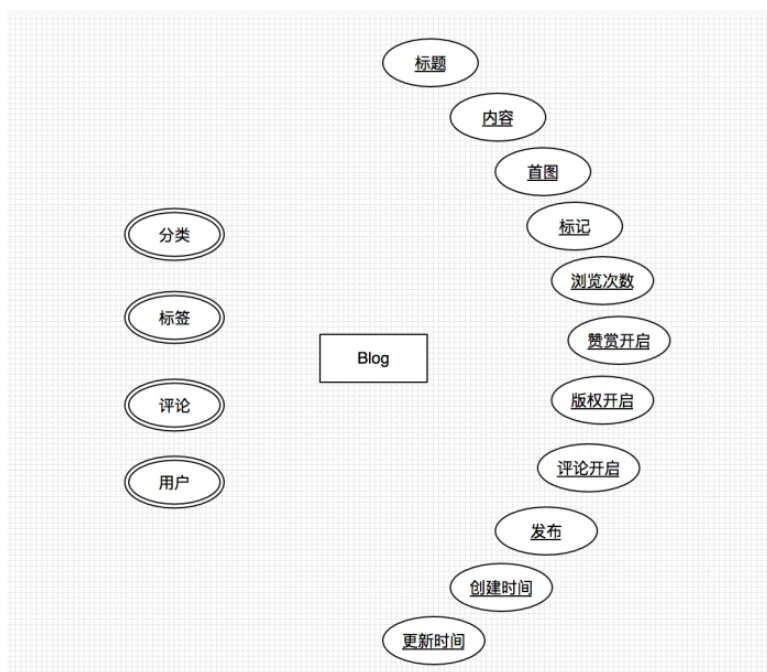 标题
内容
首图
标记
浏览次数
赞赏开启
版权开启
评论开启
发布
创建时间
更新时间
Blog
分类
标签
评论
用户